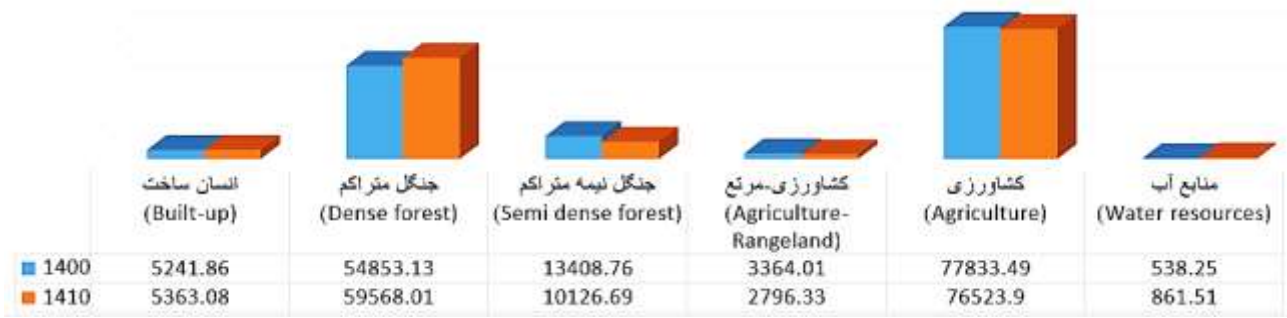 انسان ساخت
(Built-up)
جنگل متراکم
(Dense forest)
جنگل نیمه متراکم
(Semi dense forest)
کشاورزی-مرتع
(Agriculture-
Rangeland)
کشاورزی
(Agriculture)
منابع آب
(Water resources)
1400 5241.86 54853.13 13408.76 3364.01 77833.49 538.25
1410 5363.08 59568.01 10126.69 2796.33 76523.9 861.51